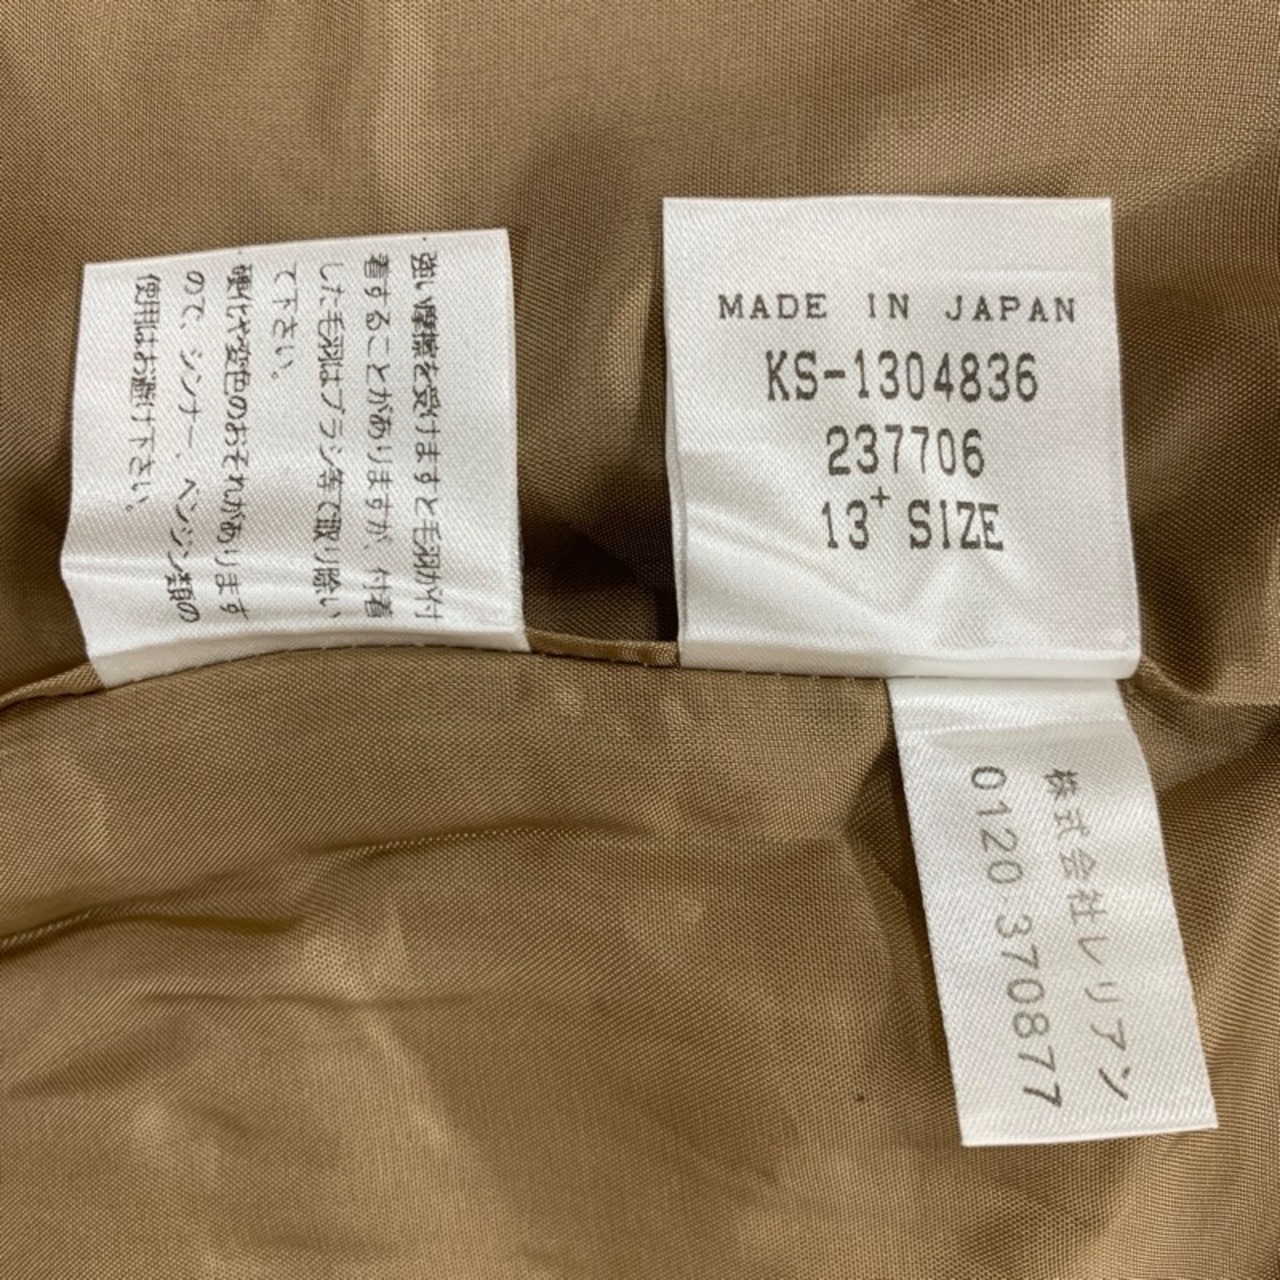 ・強い摩擦を受けますと毛羽が付
着することがありますが、付着
した毛羽はブラシ等で取り除い
て下さい。
・硬化や変色のおそれがあります
ので、シンナー、ベンジン類の
使用はお避け下さい。
MADE IN JAPAN
KS-1304836
237706
13+ SIZE
株式会社レリアン
0120・370877